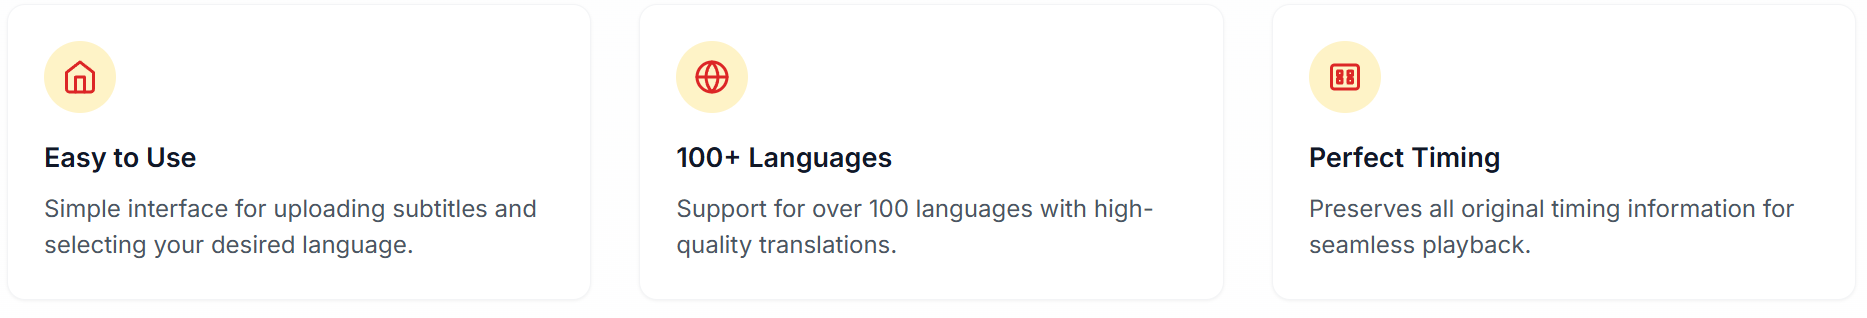 Easy to Use
Simple interface for uploading subtitles and
selecting your desired language.
100+ Languages
Support for over 100 languages with high-
quality translations.
Perfect Timing
Preserves all original timing information for
seamless playback.